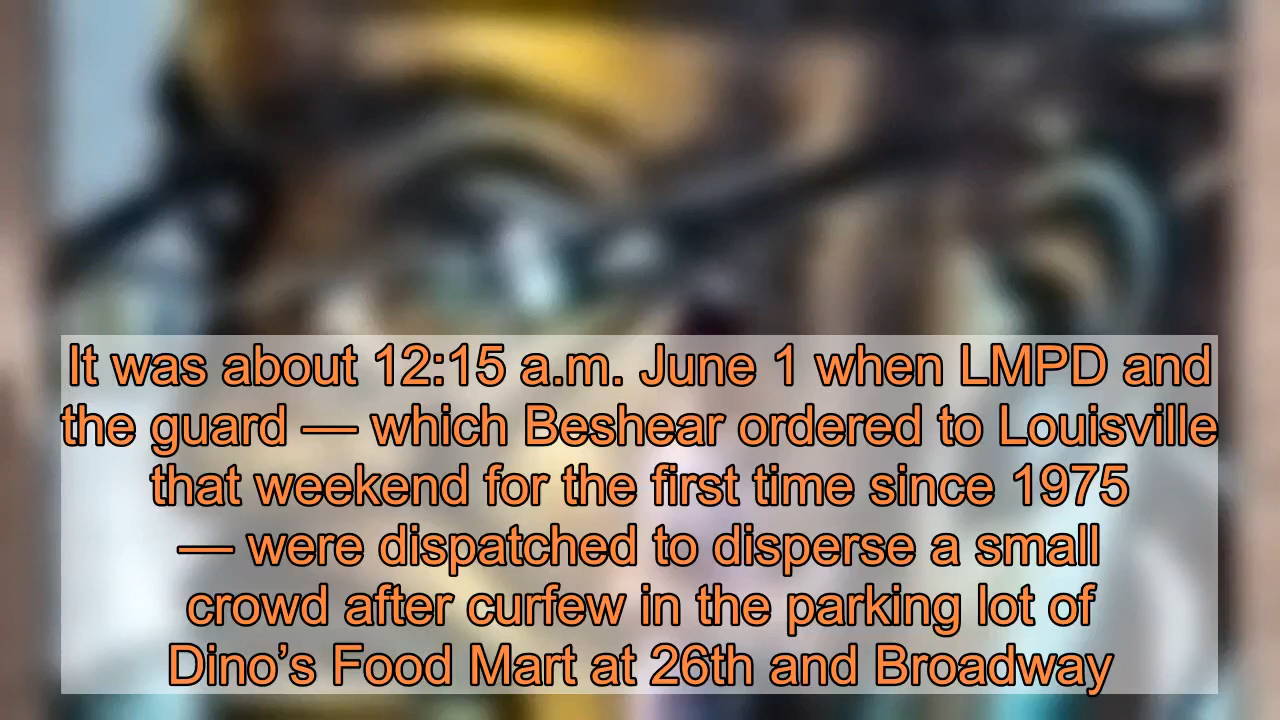 It was about 12:15 a.m. June 1 when LMPD and
the guard — which Beshear ordered to Louisville
that weekend for the first time since 1975
— were dispatched to disperse a small
crowd after curfew in the parking lot of
Dino’s Food Mart at 26th and Broadway